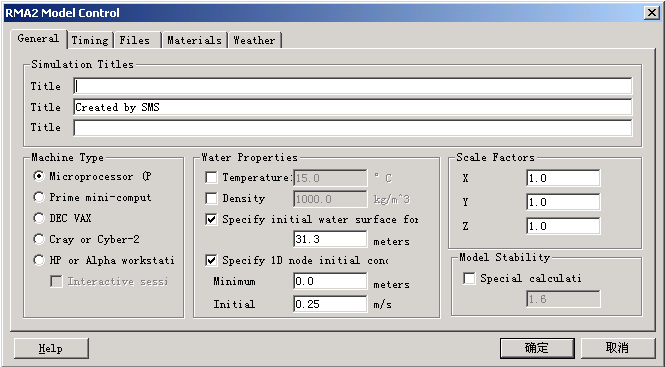 RMA2 Model Control
General Timing Files Materials Weather
Simulation Titles
Title
Title Created by SMS
Title
Machine Type
Microprocessor (P
Prime mini-comput
DEC VAX
Cray or Cyber-2
HP or Alpha workstati
Interactive sessi
Water Properties
Temperature: 15.0 ° C
Density 1000.0 kg/m^3
Specify initial water surface for
31.3 meters
Specify 1D node initial cond
Minimum 0.0 meters
Initial 0.25 m/s
Scale Factors
X 1.0
Y 1.0
Z 1.0
Model Stability
Special calculati
1.6
Help 确定 取消